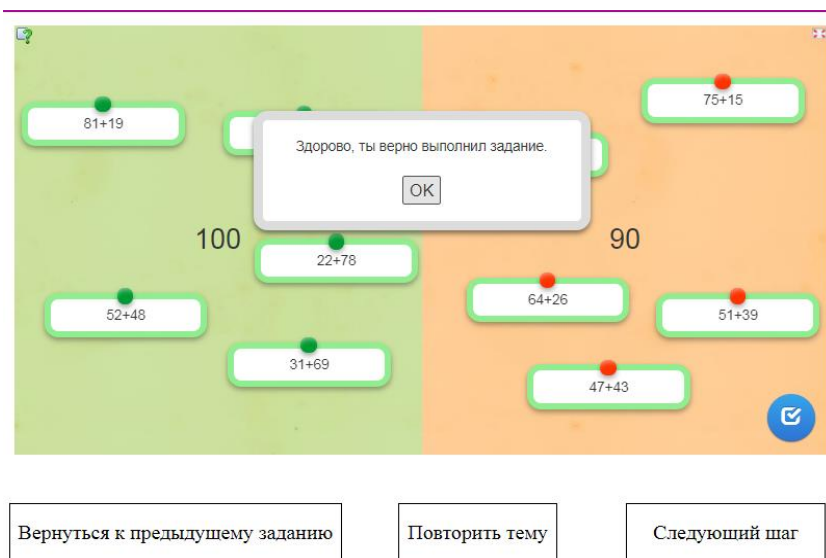 75+15
81+19
Здорово, ты верно выполнил задание.
OK
100
90
22+78
64+26
52+48
51+39
31+69
47+43
Вернуться к предыдущему заданию
Повторить тему
Следующий шаг